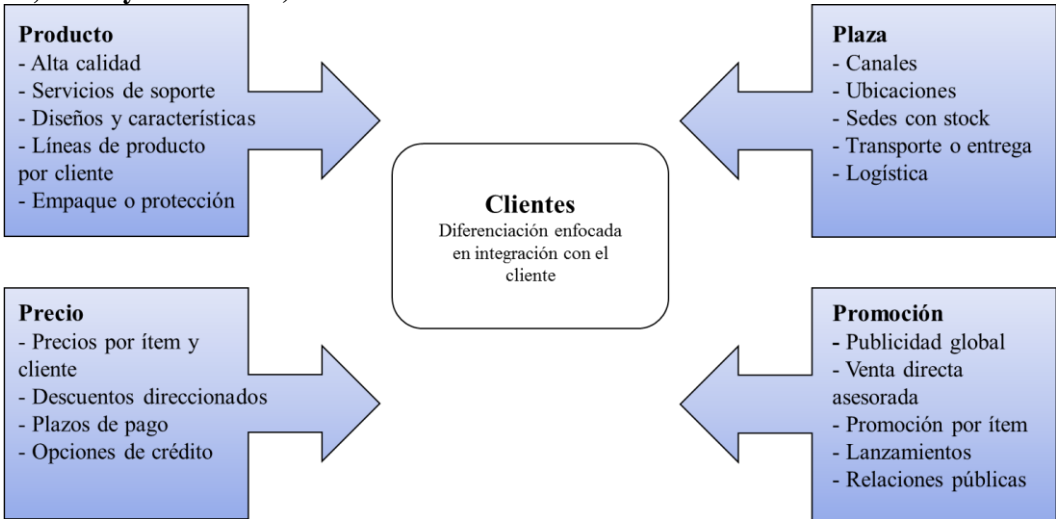 Producto
- Alta calidad
- Servicios de soporte
- Diseños y características
- Líneas de producto
por cliente
- Empaque o protección
Plaza
- Canales
- Ubicaciones
- Sedes con stock
- Transporte o entrega
- Logística
Clientes
Diferenciación enfocada
en integración con el
cliente
Precio
- Precios por ítem y
cliente
- Descuentos direccionados
- Plazos de pago
- Opciones de crédito
Promoción
- Publicidad global
- Venta directa
asesorada
- Promoción por ítem
- Lanzamientos
- Relaciones públicas